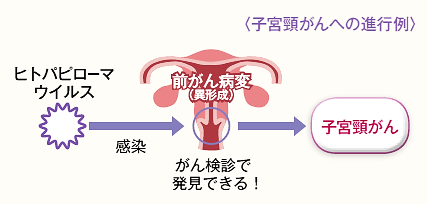 〈子宮頸がんへの進行例〉
ヒトパピローマ
ウイルス
感染
前がん病変
(異形成)
がん検診で
発見できる！
子宮頸がん